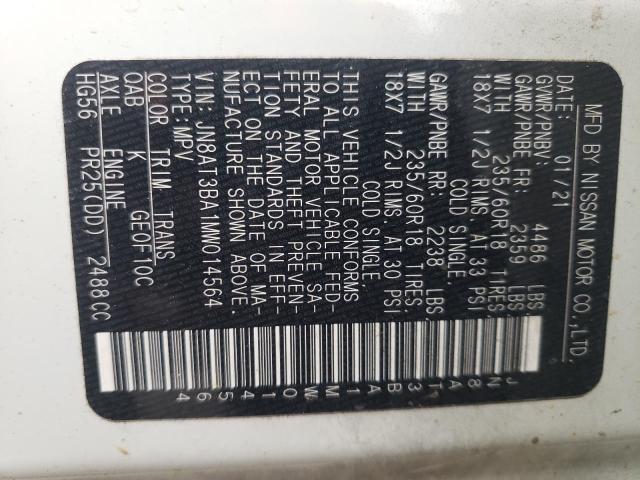 MFD BY NISSAN MOTOR CO.,LTD.
DATE: 01/21
GVWR/PNBV: 4486 LBS.
GAWR/PNBE FR: 2359 LBS.
WITH 235/60R18 TIRES,
18X7 1/2J RIMS AT 33 PSI
COLD SINGLE,
GAWR/PNBE RR: 2238 LBS.
WITH 235/60R18 TIRES,
18X7 1/2J RIMS AT 30 PSI
COLD SINGLE,
THIS VEHICLE CONFORMS
TO ALL APPLICABLE FED-
ERAL MOTOR VEHICLE SA-
FETY AND THEFT PREVEN-
TION STANDARDS IN EFF-
ECT ON THE DATE OF MA-
NUFACTURE SHOWN ABOVE.
VIN: JN8AT3BA1MW014564
TYPE: MPV
COLOR TRIM TRANS
QAB K GE0F10C
AXLE ENGINE
HG56 PR25(DD) 2488CC
JN8AT3BA1MW014564